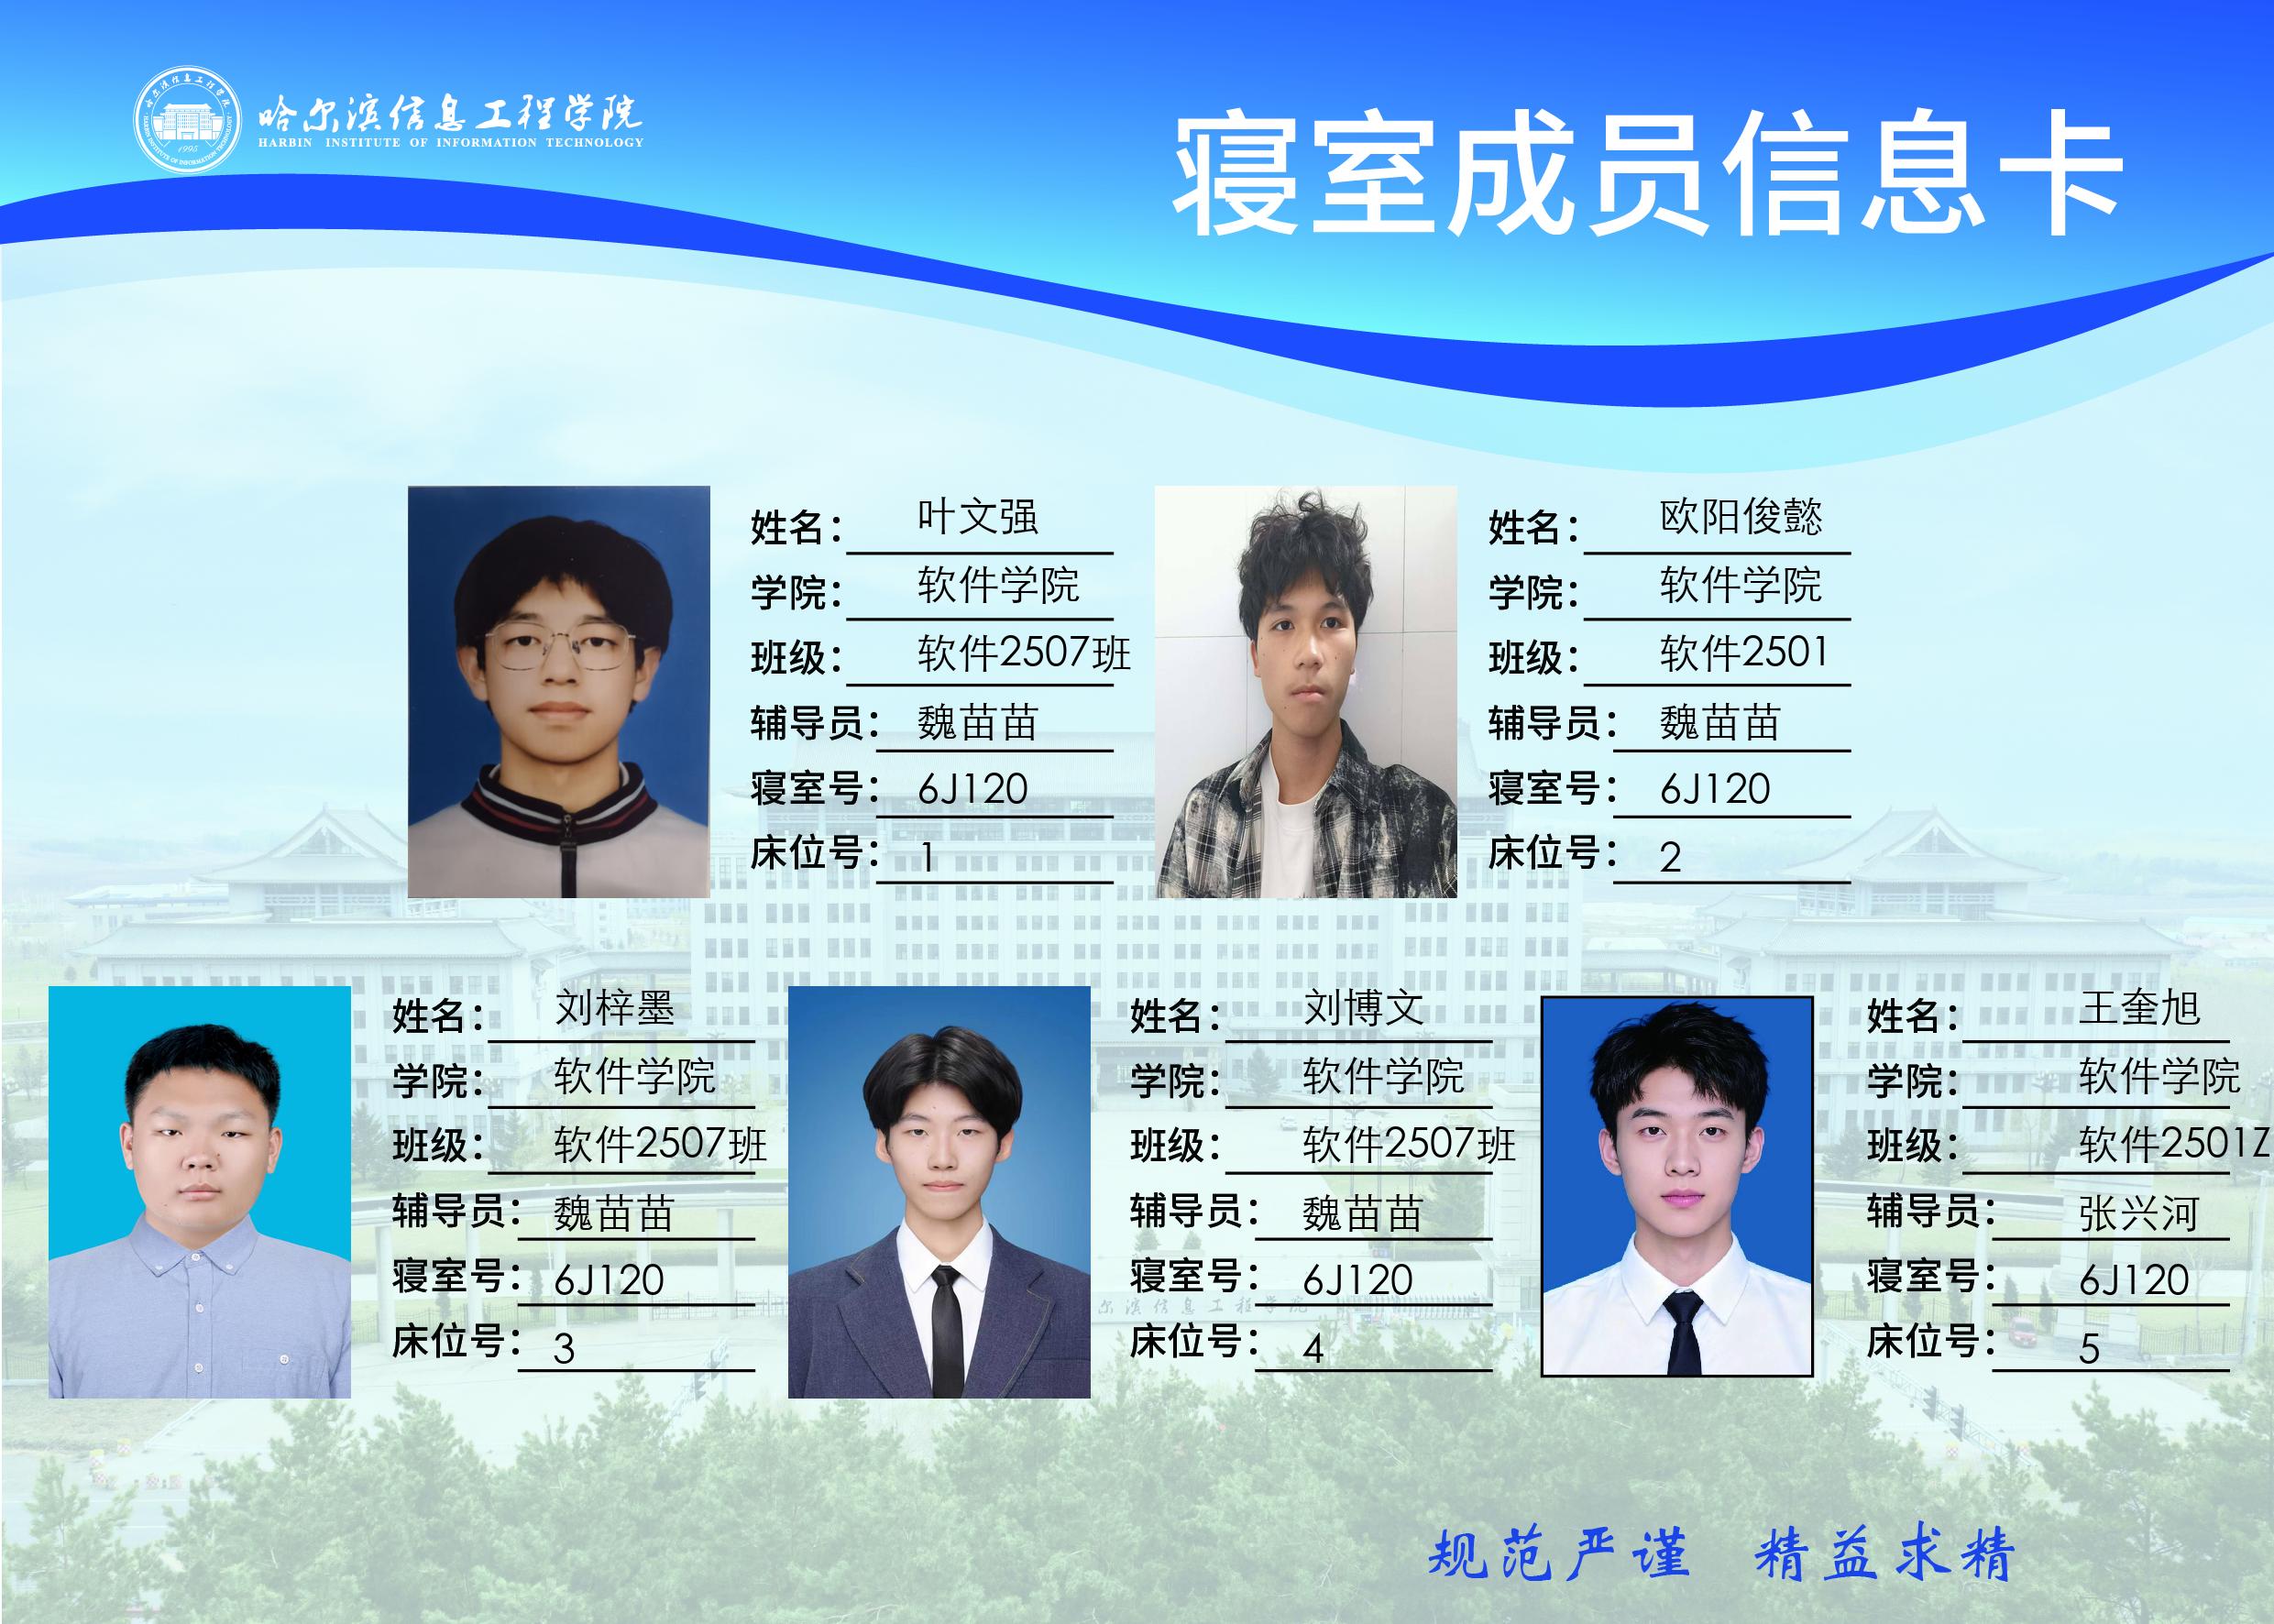 哈尔滨信息工程学院
HARBIN INSTITUTE OF INFORMATION TECHNOLOGY
1995
寝室成员信息卡
姓名： 叶文强
学院： 软件学院
班级： 软件2507班
辅导员： 魏苗苗
寝室号： 6J120
床位号： 1
姓名： 欧阳俊懿
学院： 软件学院
班级： 软件2501
辅导员： 魏苗苗
寝室号： 6J120
床位号： 2
姓名： 刘梓墨
学院： 软件学院
班级： 软件2507班
辅导员： 魏苗苗
寝室号： 6J120
床位号： 3
姓名： 刘博文
学院： 软件学院
班级： 软件2507班
辅导员： 魏苗苗
寝室号： 6J120
床位号： 4
姓名： 王奎旭
学院： 软件学院
班级： 软件2501Z
辅导员： 张兴河
寝室号： 6J120
床位号： 5
尔滨信息工程学院
规范严谨 精益求精